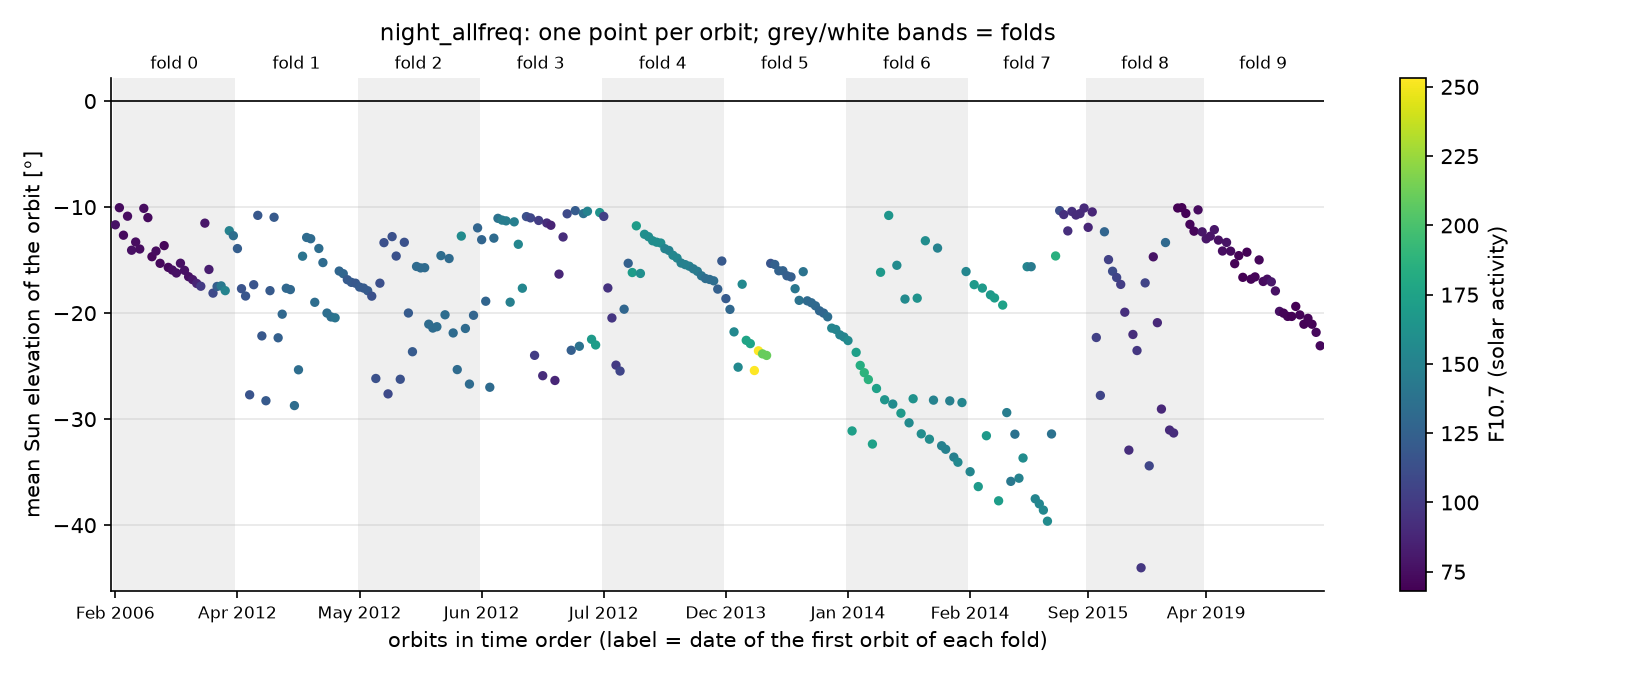 night_allfreq: one point per orbit; grey/white bands = folds
fold 0 fold 1 fold 2 fold 3 fold 4 fold 5 fold 6 fold 7 fold 8 fold 9
mean Sun elevation of the orbit [°]
0
−10
−20
−30
−40
Feb 2006 Apr 2012 May 2012 Jun 2012 Jul 2012 Dec 2013 Jan 2014 Feb 2014 Sep 2015 Apr 2019
orbits in time order (label = date of the first orbit of each fold)
250
225
200
175
150
125
100
75
F10.7 (solar activity)